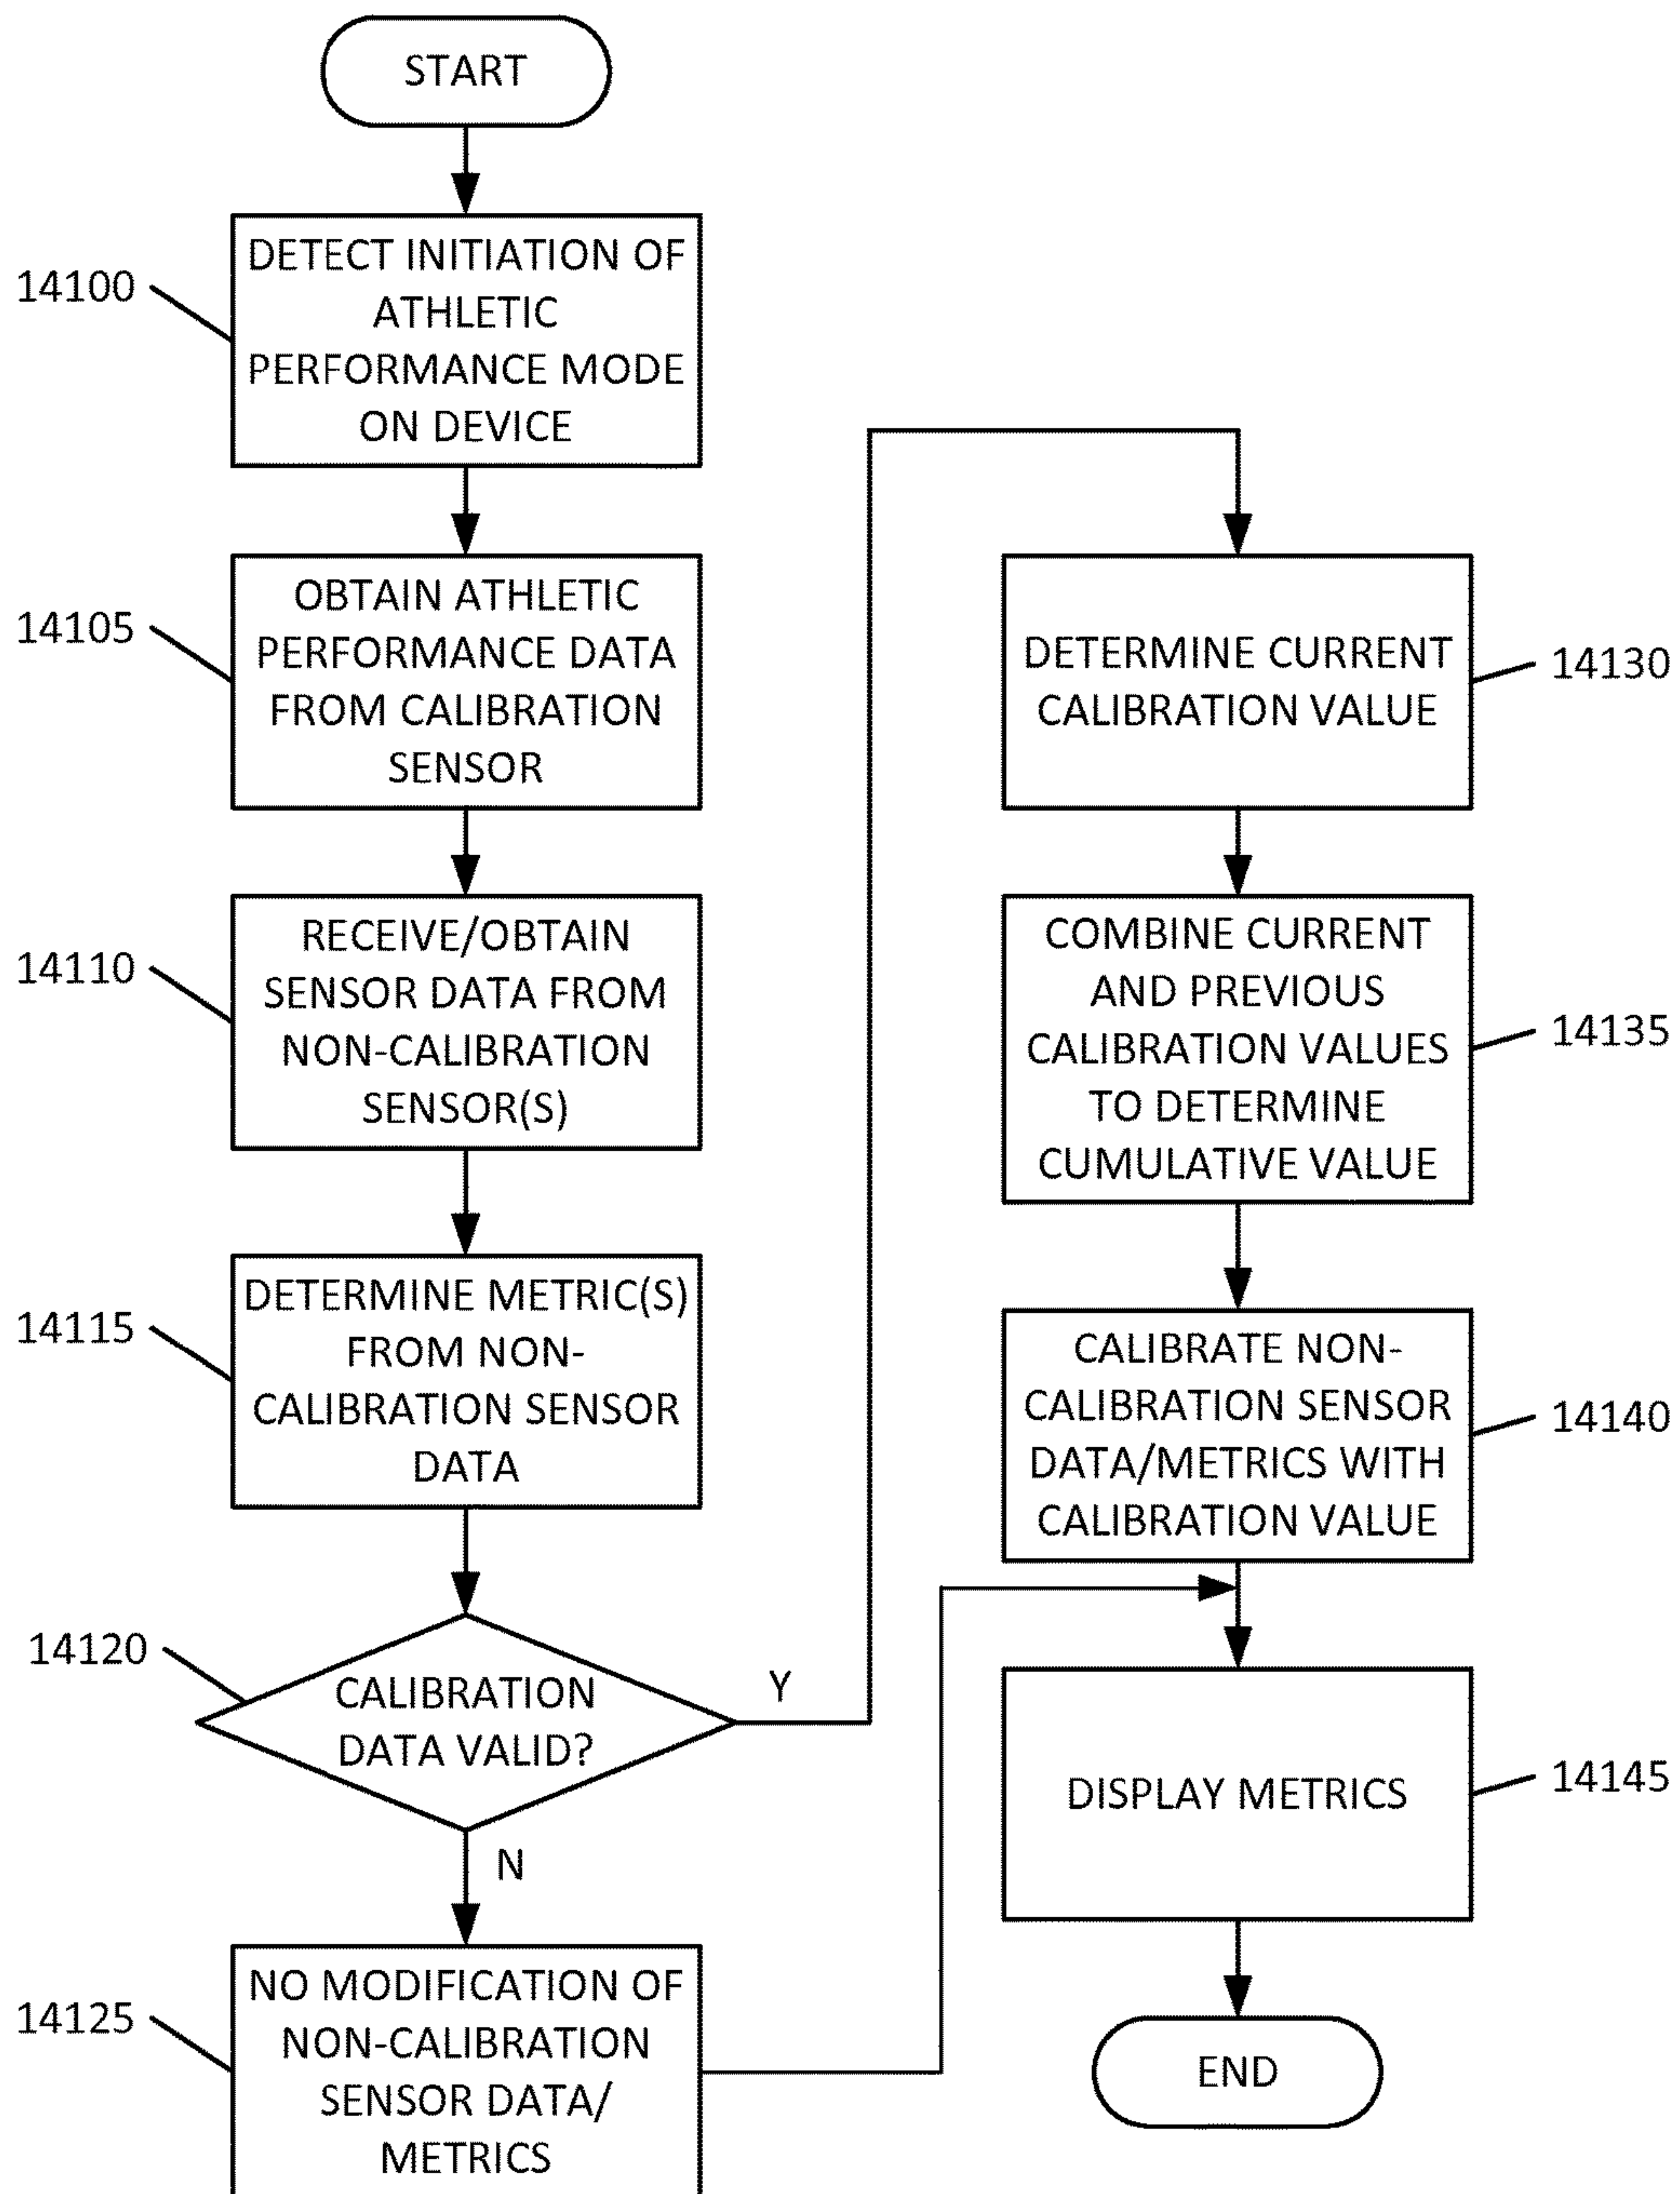 START
14100
DETECT INITIATION OF
ATHLETIC
PERFORMANCE MODE
ON DEVICE
14105
OBTAIN ATHLETIC
PERFORMANCE DATA
FROM CALIBRATION
SENSOR
14110
RECEIVE/OBTAIN
SENSOR DATA FROM
NON-CALIBRATION
SENSOR(S)
14115
DETERMINE METRIC(S)
FROM NON-
CALIBRATION SENSOR
DATA
14120
CALIBRATION
DATA VALID?
Y
N
14125
NO MODIFICATION OF
NON-CALIBRATION
SENSOR DATA/
METRICS
DETERMINE CURRENT
CALIBRATION VALUE
14130
COMBINE CURRENT
AND PREVIOUS
CALIBRATION VALUES
TO DETERMINE
CUMULATIVE VALUE
14135
CALIBRATE NON-
CALIBRATION SENSOR
DATA/METRICS WITH
CALIBRATION VALUE
14140
DISPLAY METRICS
14145
END